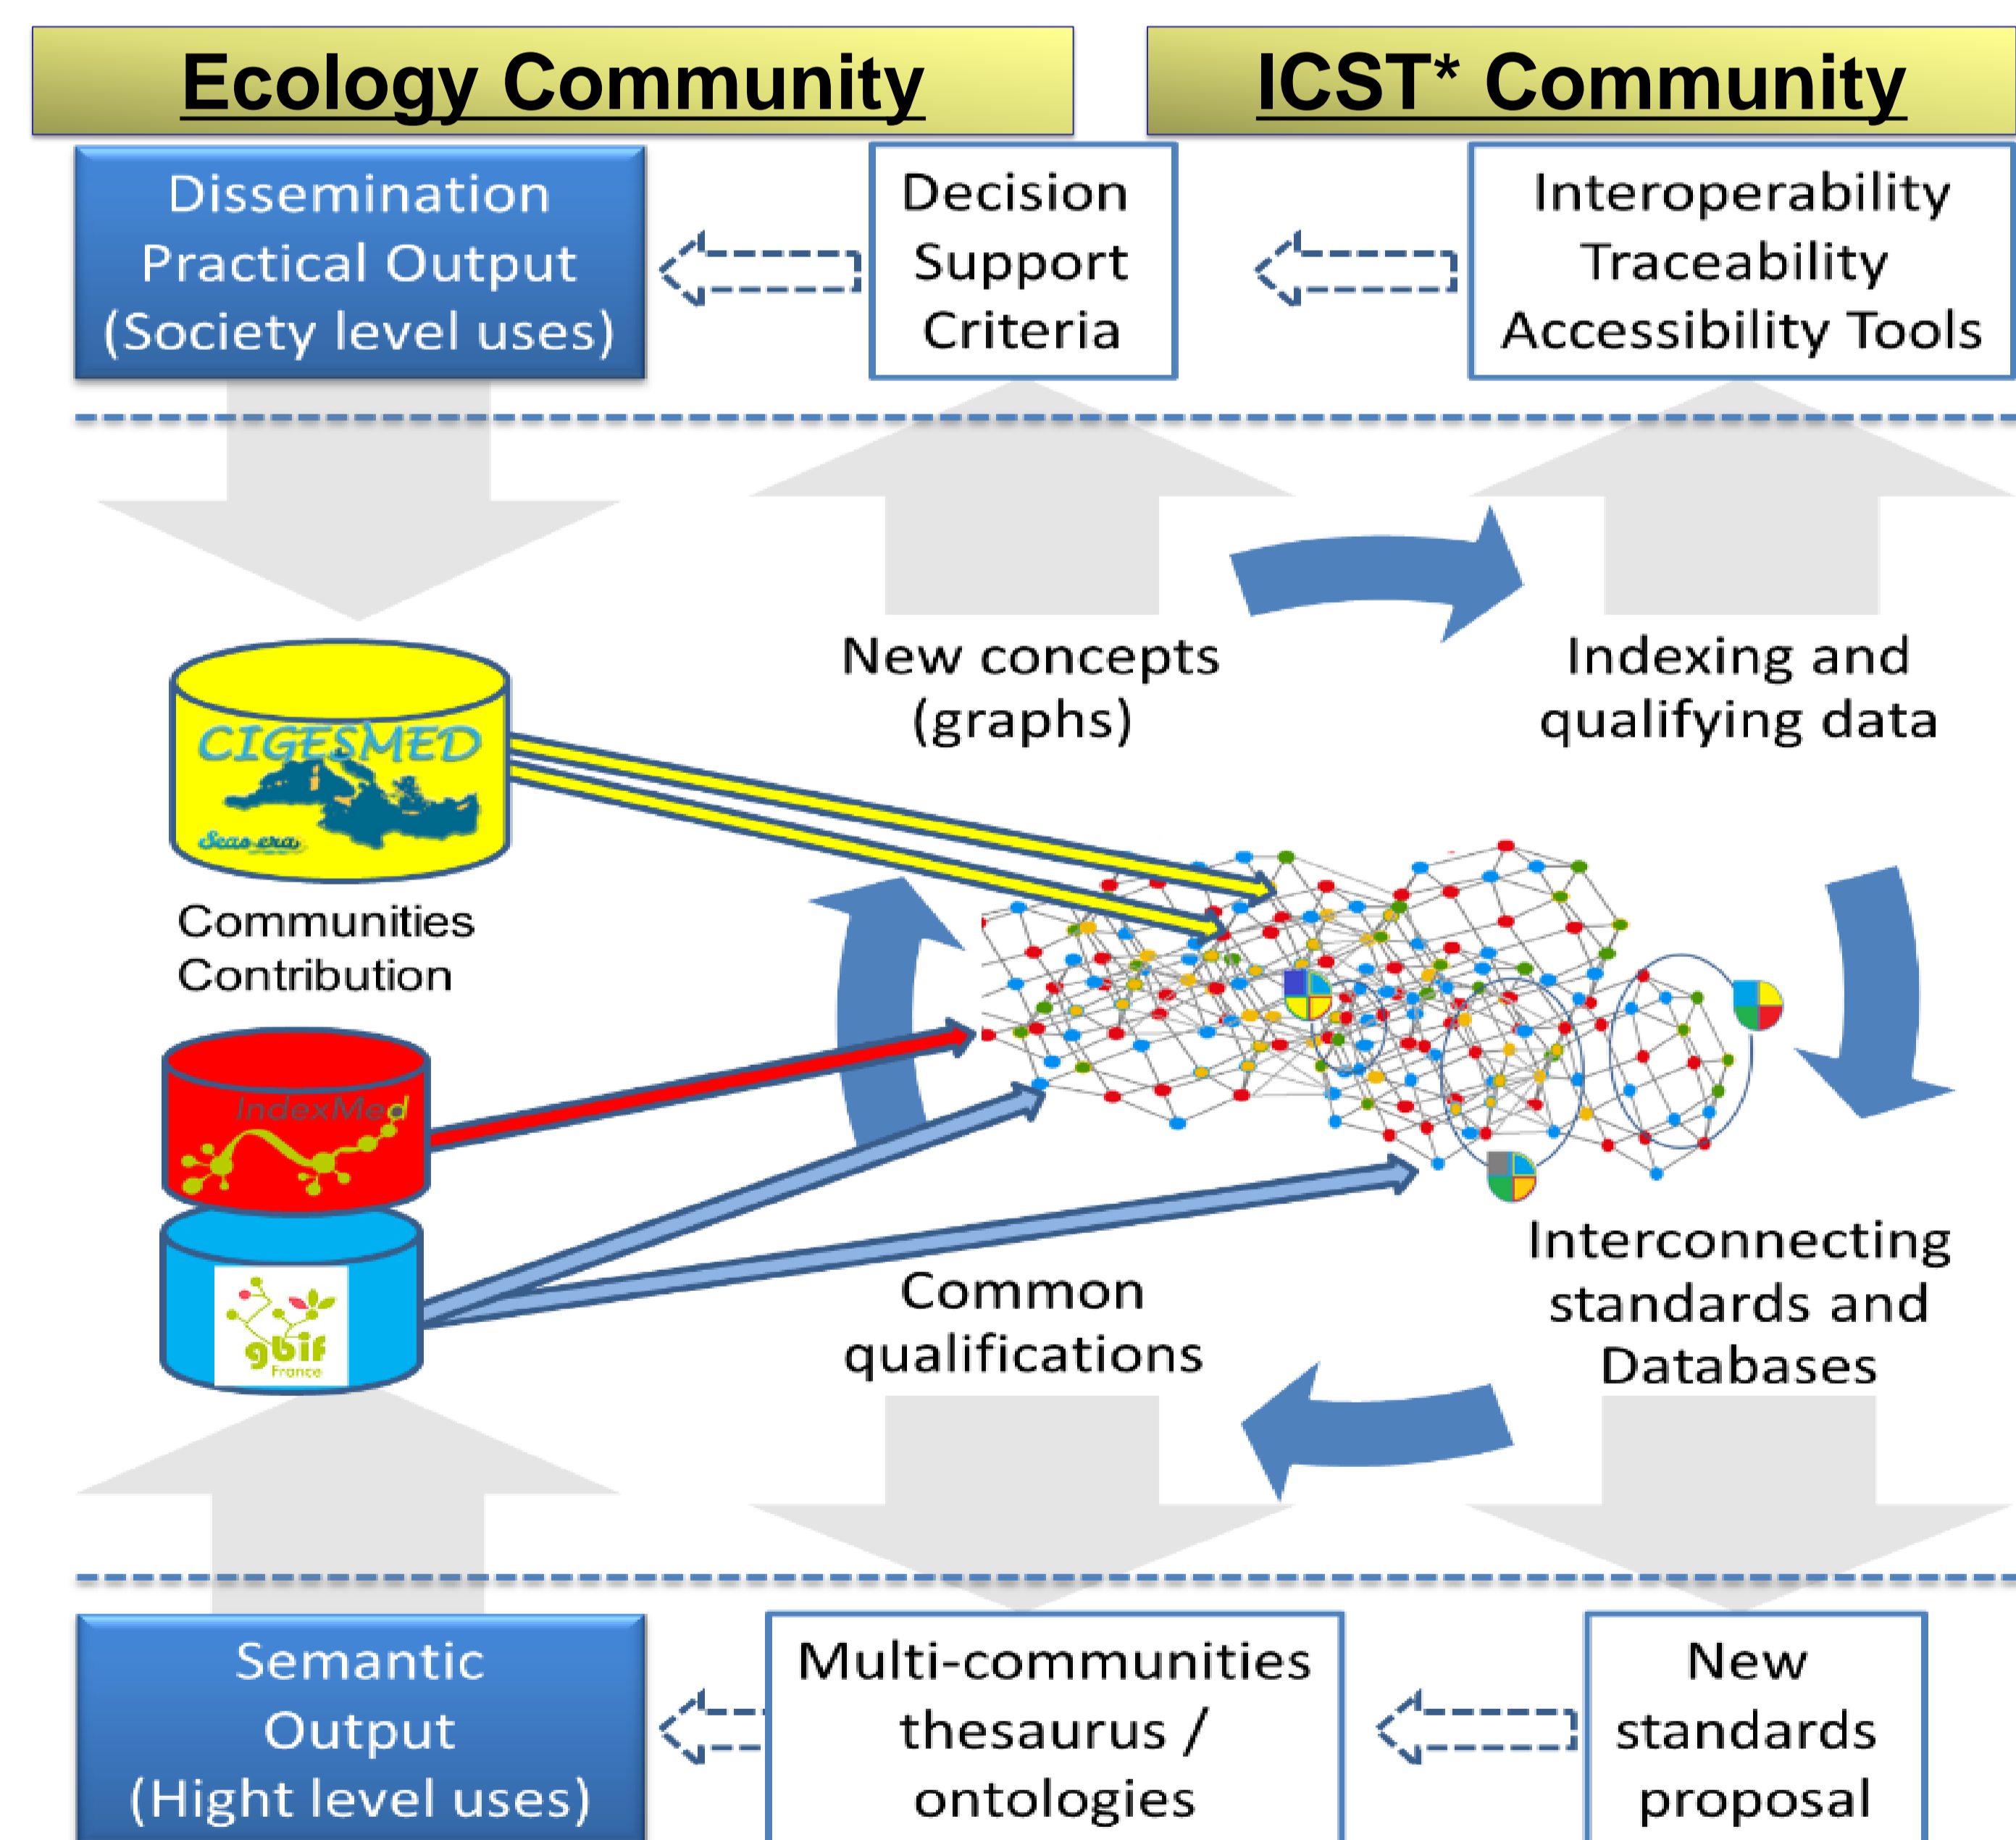 Ecology Community
ICST* Community
Dissemination
Practical Output
(Society level uses)
Decision
Support
Criteria
Interoperability
Traceability
Accessibility Tools
New concepts
(graphs)
Indexing and
qualifying data
CIGESMED
Seas-era
Communities
Contribution
IndexMed
gbif
France
Common
qualifications
Interconnecting
standards and
Databases
Semantic
Output
(Hight level uses)
Multi-communities
thesaurus /
ontologies
New
standards
proposal